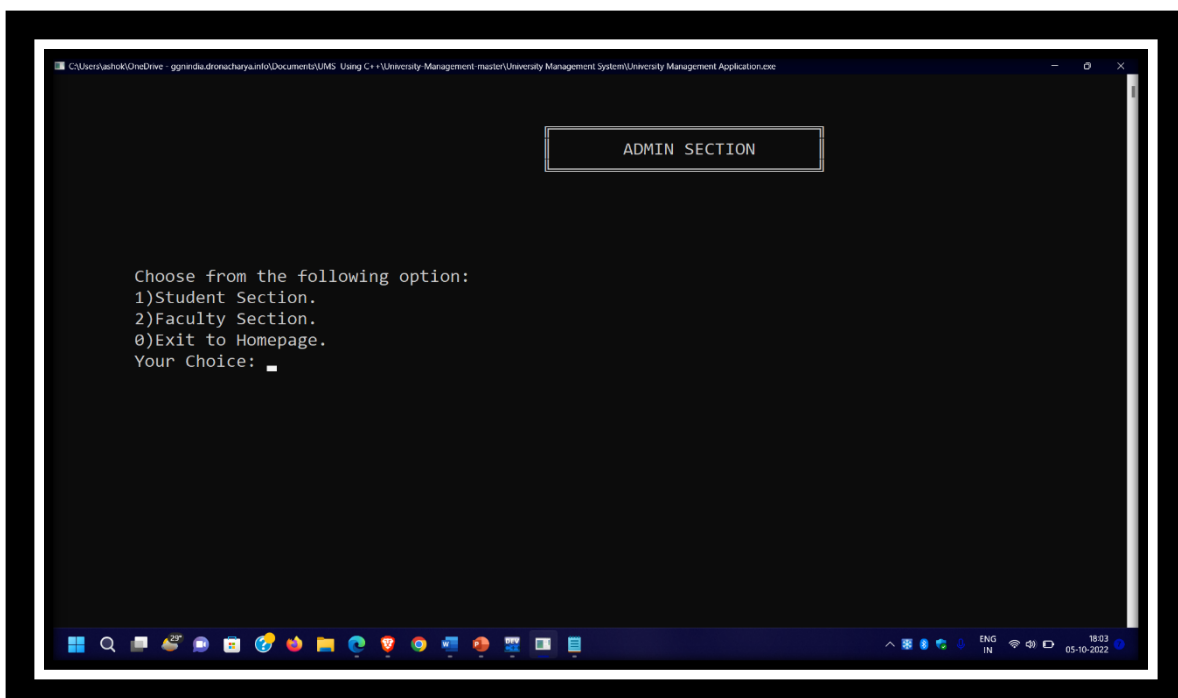 C:\Users\ashok\OneDrive - ggnindia.dronacharya.info\Documents\UMS Using C++\University-Management-master\University Management System\University Management Application.exe
ADMIN SECTION
Choose from the following option:
1)Student Section.
2)Faculty Section.
0)Exit to Homepage.
Your Choice:
29°
DEV
ENG
IN
18:03
05-10-2022